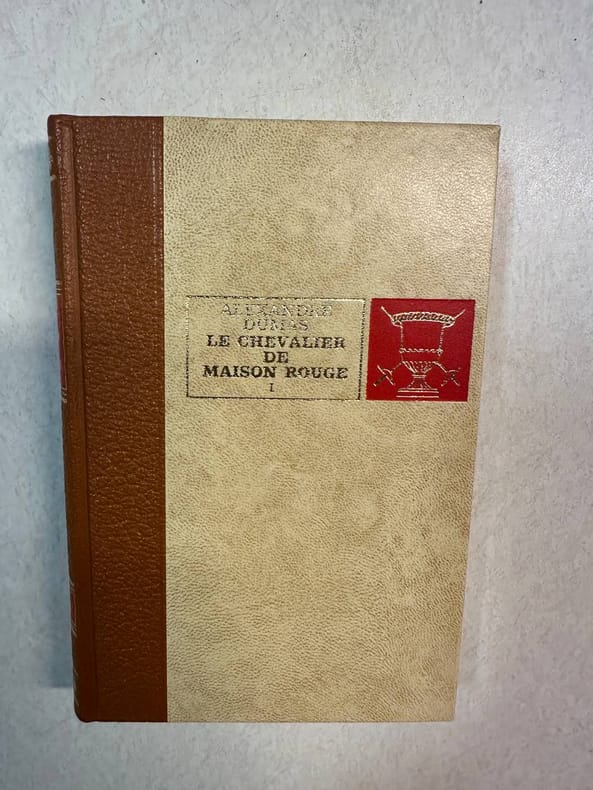 ALEXANDRE
DUMAS
LE CHEVALIER
DE
MAISON ROUGE
I